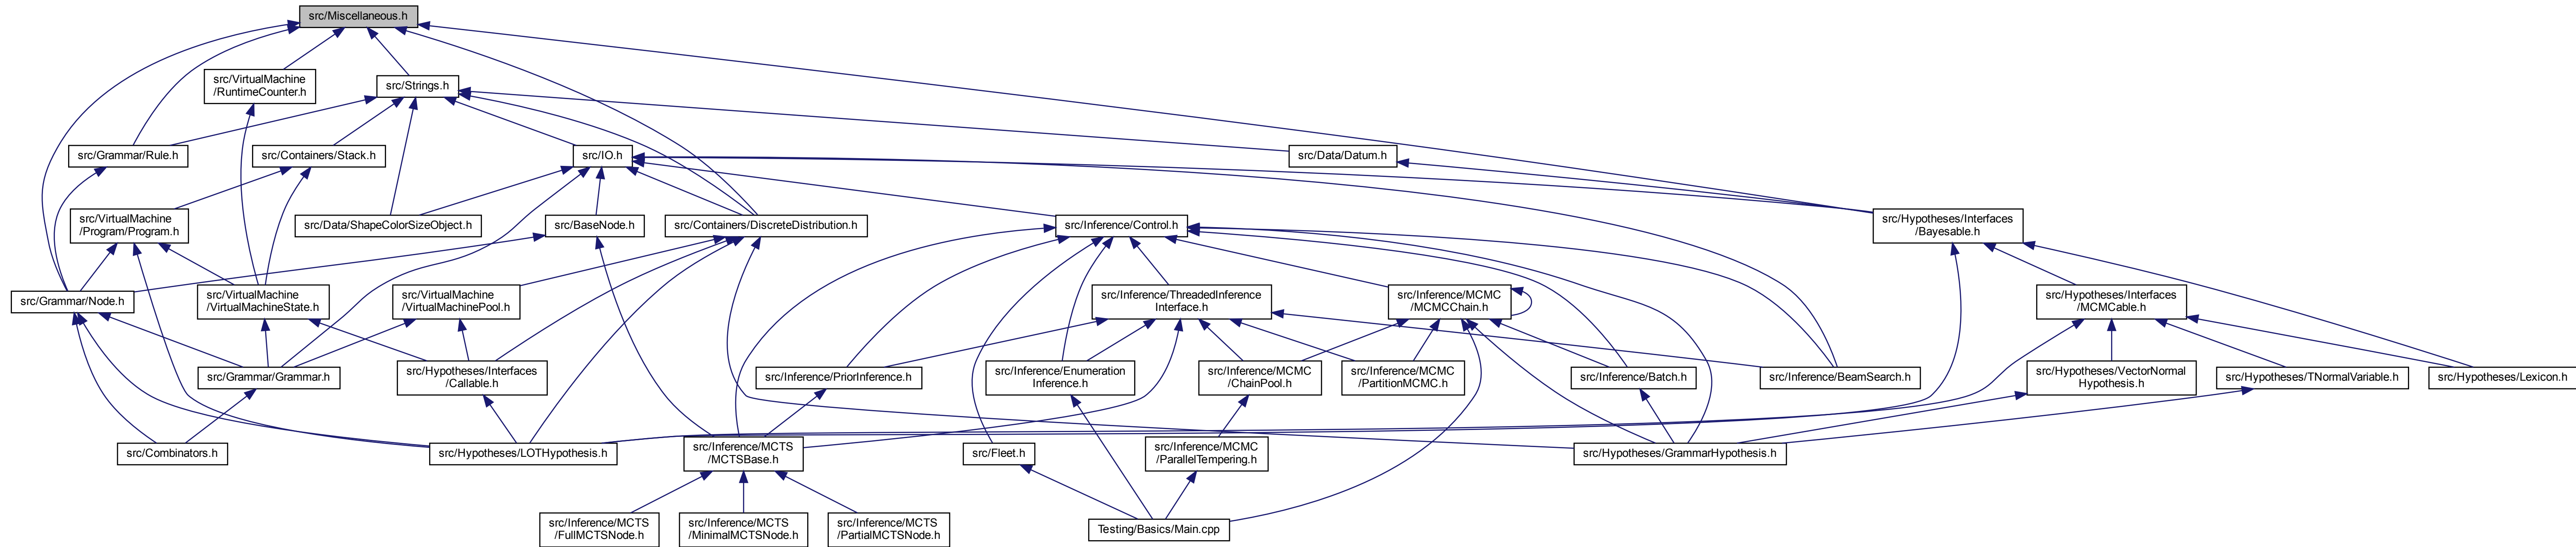 src/Miscellaneous.h
src/VirtualMachine
/RuntimeCounter.h
src/Strings.h
src/Grammar/Rule.h
src/Containers/Stack.h
src/IO.h
src/Data/Datum.h
src/VirtualMachine
/Program/Program.h
src/Data/ShapeColorSizeObject.h
src/BaseNode.h
src/Containers/DiscreteDistribution.h
src/Inference/Control.h
src/Hypotheses/Interfaces
/Bayesable.h
src/Grammar/Node.h
src/VirtualMachine
/VirtualMachineState.h
src/VirtualMachine
/VirtualMachinePool.h
src/Inference/ThreadedInference
Interface.h
src/Inference/MCMC
/MCMCChain.h
src/Hypotheses/Interfaces
/MCMCable.h
src/Grammar/Grammar.h
src/Hypotheses/Interfaces
/Callable.h
src/Inference/PriorInference.h
src/Inference/Enumeration
Inference.h
src/Inference/MCMC
/ChainPool.h
src/Inference/MCMC
/PartitionMCMC.h
src/Inference/Batch.h
src/Inference/BeamSearch.h
src/Hypotheses/VectorNormal
Hypothesis.h
src/Hypotheses/TNormalVariable.h
src/Hypotheses/Lexicon.h
src/Combinators.h
src/Hypotheses/LOTHypothesis.h
src/Inference/MCTS
/MCTSBase.h
src/Fleet.h
src/Inference/MCMC
/ParallelTempering.h
src/Hypotheses/GrammarHypothesis.h
src/Inference/MCTS
/FullMCTSNode.h
src/Inference/MCTS
/MinimalMCTSNode.h
src/Inference/MCTS
/PartialMCTSNode.h
Testing/Basics/Main.cpp